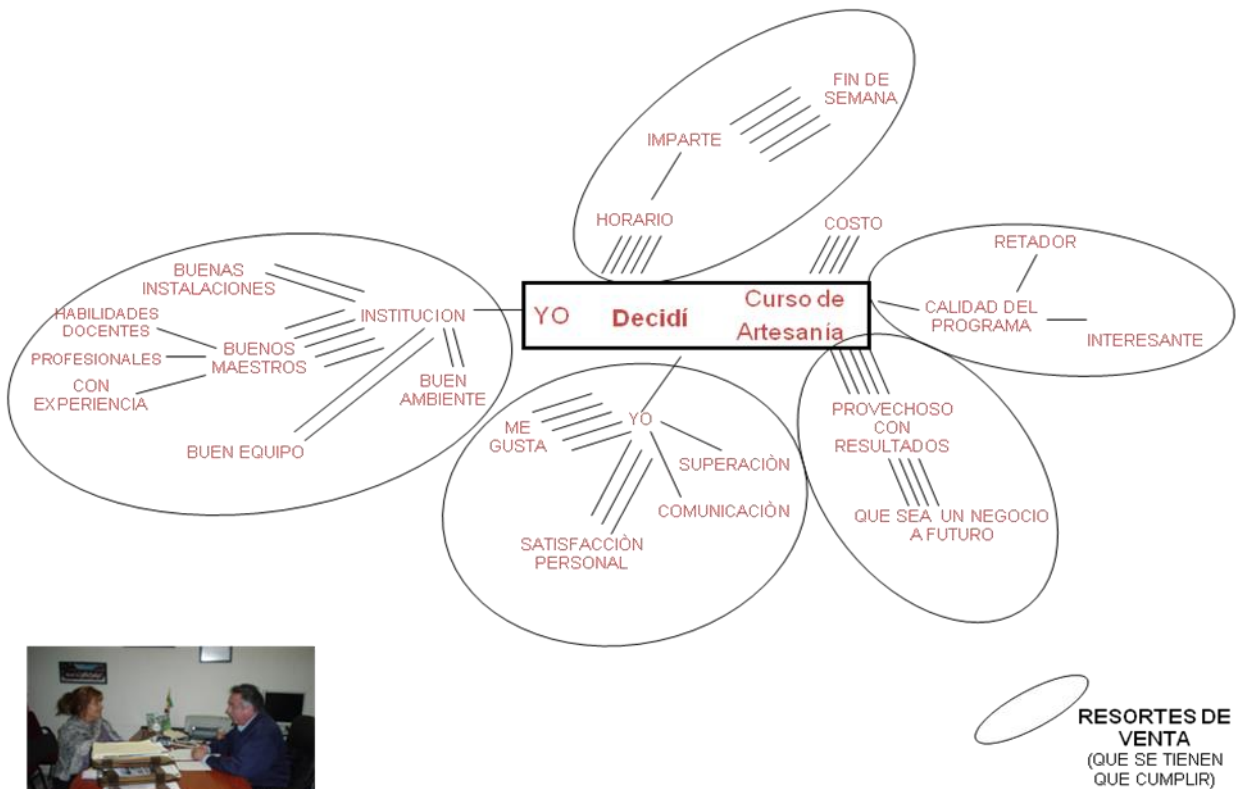 FIN DE
SEMANA
IMPARTE
HORARIO
COSTO
RETADOR
CALIDAD DEL
PROGRAMA
INTERESANTE
BUENAS
INSTALACIONES
HABILIDADES
DOCENTES
INSTITUCION
PROFESIONALES
BUENOS
MAESTROS
CON
EXPERIENCIA
BUEN
AMBIENTE
BUEN EQUIPO
YO
Decidí
Curso de
Artesanía
ME
GUSTA
YO
SUPERACIÒN
COMUNICACIÒN
SATISFACCIÒN
PERSONAL
PROVECHOSO
CON
RESULTADOS
QUE SEA UN NEGOCIO
A FUTURO
RESORTES DE
VENTA
(QUE SE TIENEN
QUE CUMPLIR)